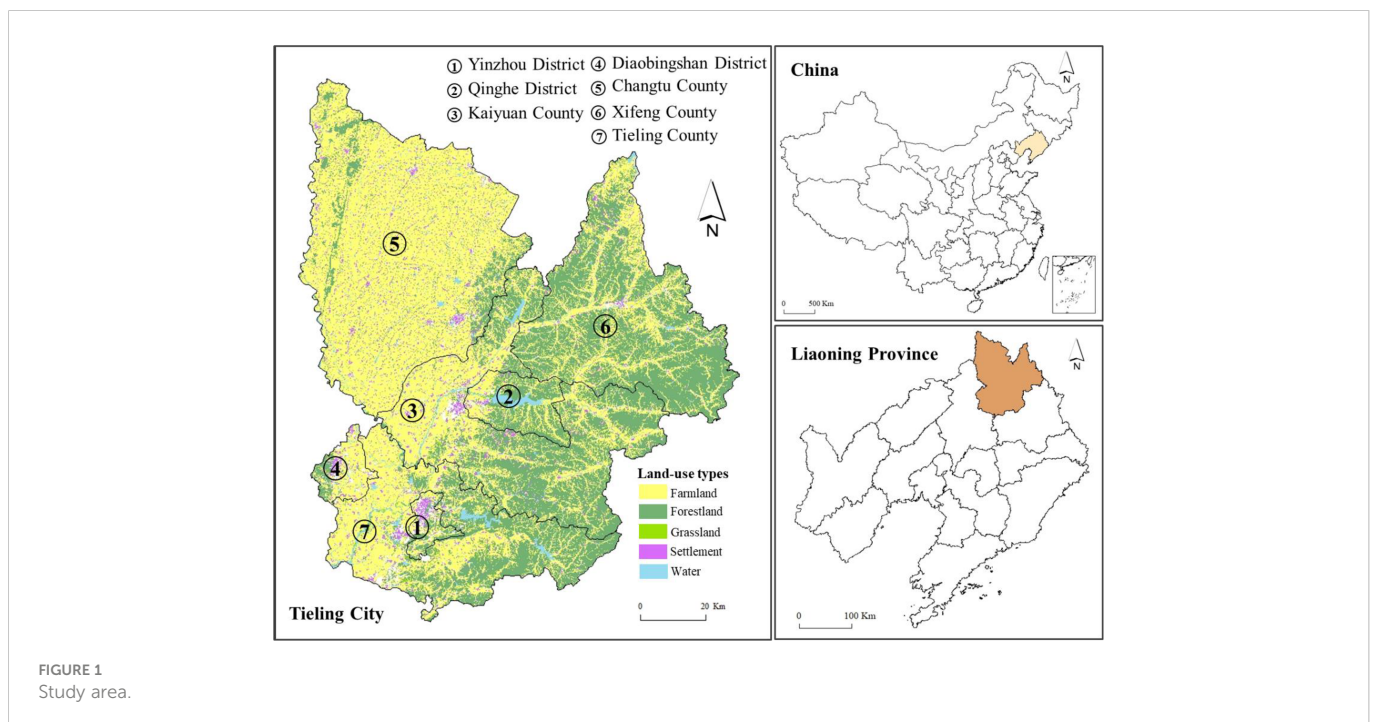 ① Yinzhou District ④ Diaobingshan District
② Qinghe District ⑤ Changtu County
③ Kaiyuan County ⑥ Xifeng County
⑦ Tieling County
N
⑤
⑥
②
③
④
①
⑦
Land-use types
Farmland
Forestland
Grassland
Settlement
Water
0 20 Km
Tieling City
China
N
0 500 Km
Liaoning Province
N
0 100 Km
FIGURE 1
Study area.